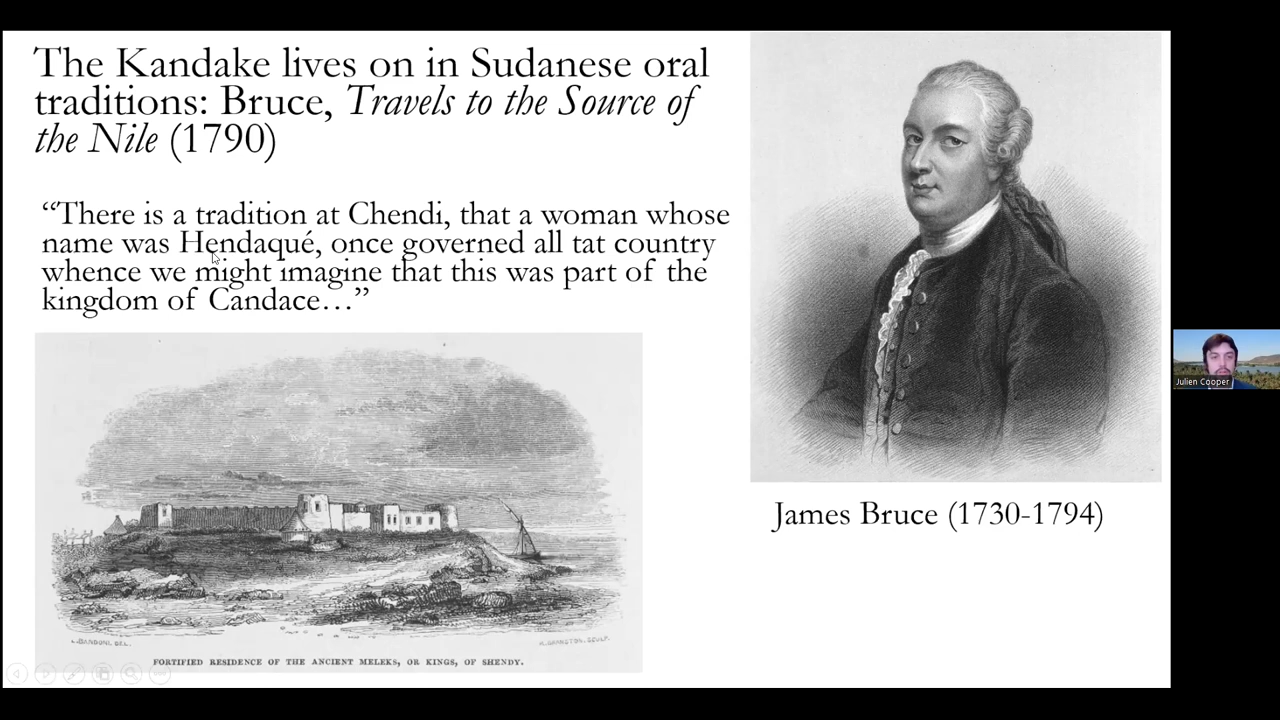 The Kandake lives on in Sudanese oral
traditions: Bruce, Travels to the Source of
the Nile (1790)
“There is a tradition at Chendi, that a woman whose
name was Hendaqué, once governed all tat country
whence we might imagine that this was part of the
kingdom of Candace…”
FORTIFIED RESIDENCE OF THE ANCIENT MELEKS, OR KINGS, OF SHENDY.
James Bruce (1730-1794)
Julien Cooper